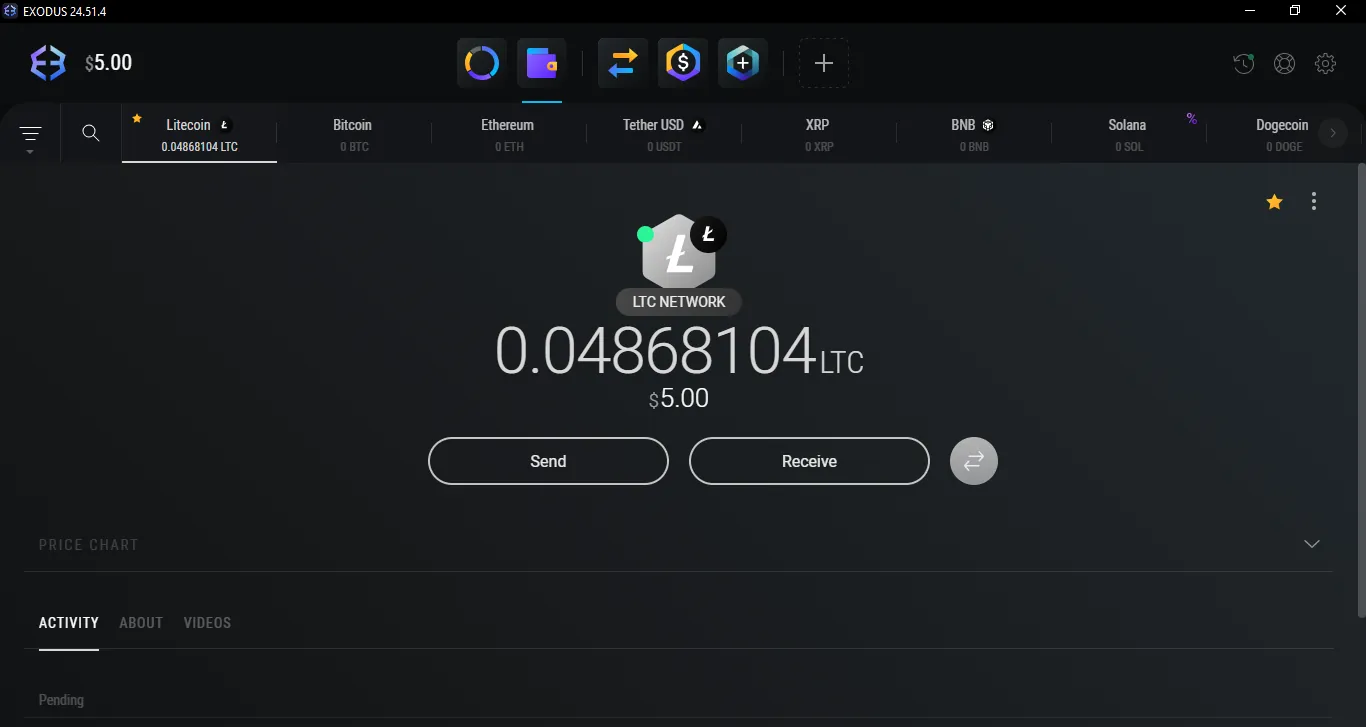 EXODUS 24.51.4
$5.00
Litecoin
0.04868104 LTC
Bitcoin
0 BTC
Ethereum
0 ETH
Tether USD
0 USDT
XRP
0 XRP
BNB
0 BNB
Solana
0 SOL
%
Dogecoin
0 DOGE
LTC NETWORK
0.04868104 LTC
$5.00
Send
Receive
PRICE CHART
ACTIVITY ABOUT VIDEOS
Pending